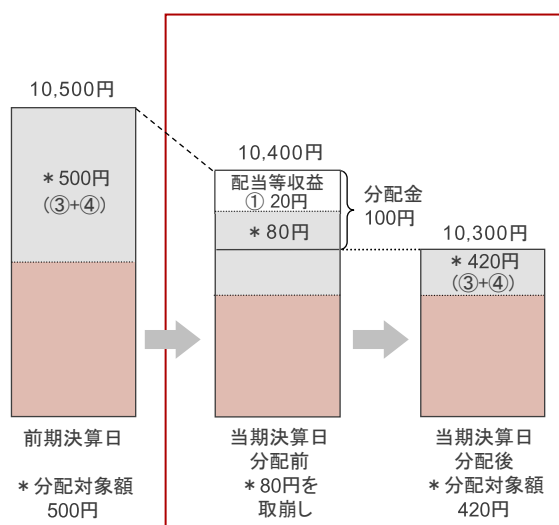 10,500円
＊500円
(③+④)
前期決算日
＊分配対象額
500円
10,400円
配当等収益
① 20円
＊80円
分配金
100円
当期決算日
分配前
＊80円を
取崩し
10,300円
＊420円
(③+④)
当期決算日
分配後
＊分配対象額
420円